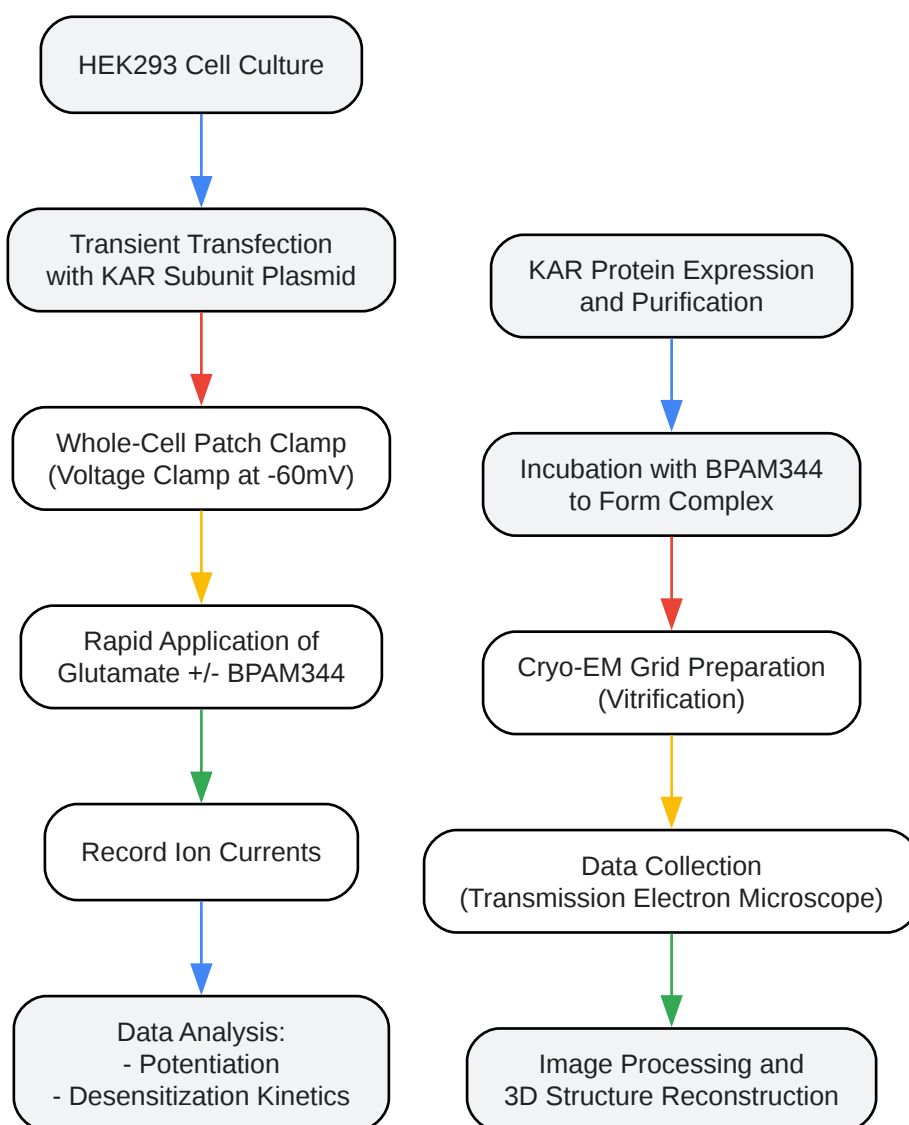 HEK293 Cell Culture
Transient Transfection
with KAR Subunit Plasmid
Whole-Cell Patch Clamp
(Voltage Clamp at -60mV)
Rapid Application of
Glutamate +/- BPAM344
Record Ion Currents
Data Analysis:
- Potentiation
- Desensitization Kinetics
KAR Protein Expression
and Purification
Incubation with BPAM344
to Form Complex
Cryo-EM Grid Preparation
(Vitrification)
Data Collection
(Transmission Electron Microscope)
Image Processing and
3D Structure Reconstruction